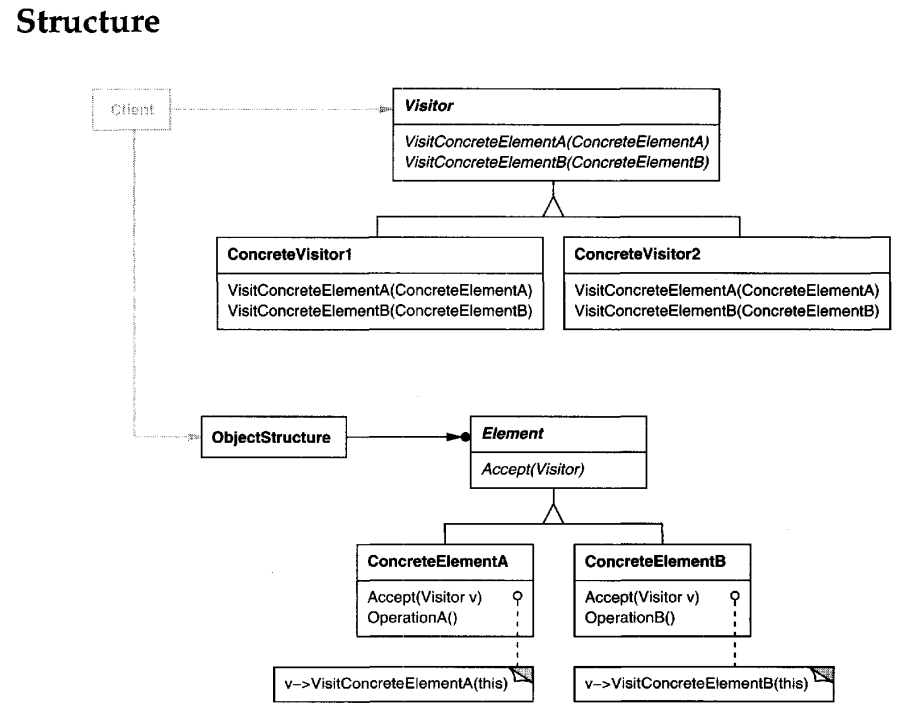 Structure
Client
Visitor
VisitConcreteElementA(ConcreteElementA)
VisitConcreteElementB(ConcreteElementB)
ConcreteVisitor1
VisitConcreteElementA(ConcreteElementA)
VisitConcreteElementB(ConcreteElementB)
ConcreteVisitor2
VisitConcreteElementA(ConcreteElementA)
VisitConcreteElementB(ConcreteElementB)
ObjectStructure
Element
Accept(Visitor)
ConcreteElementA
Accept(Visitor v)
OperationA()
ConcreteElementB
Accept(Visitor v)
OperationB()
v–>VisitConcreteElementA(this)
v–>VisitConcreteElementB(this)